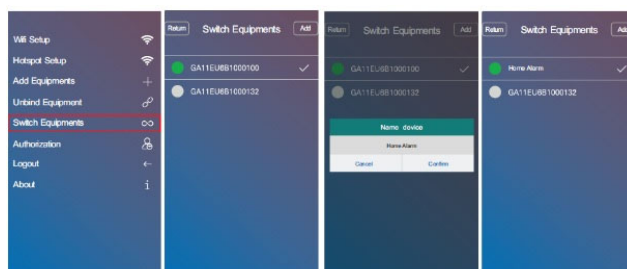 Wifi Setup
Hotspot Setup
Add Equipments
Unbind Equipment
Switch Equipments
Authorization
Logout
About
Return Switch Equipments Add
GA11EU6B1000100
GA11EU6B1000132
Return Switch Equipments Add
GA11EU6B1000100
GA11EU6B1000132
Name device
Home Alarm
Cancel Confirm
Return Switch Equipments Add
Home Alarm
GA11EU6B1000132